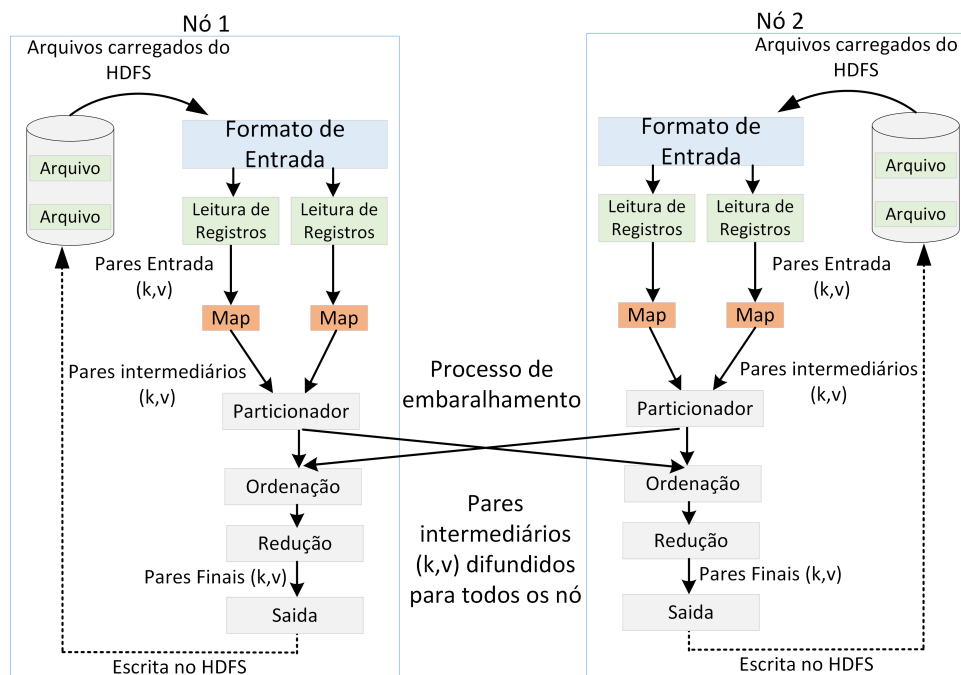 Nó 1
Arquivos carregados do
HDFS
Formato de
Entrada
Arquivo
Arquivo
Leitura de
Registros
Leitura de
Registros
Pares Entrada
(k,v)
Map
Map
Pares intermediários
(k,v)
Particionador
Ordenação
Redução
Pares Finais (k,v)
Saida
Escrita no HDFS
Processo de
embaralhamento
Pares
intermediários
(k,v) difundidos
para todos os nó
Nó 2
Arquivos carregados do
HDFS
Formato de
Entrada
Arquivo
Arquivo
Leitura de
Registros
Leitura de
Registros
Pares Entrada
(k,v)
Map
Map
Pares intermediários
(k,v)
Particionador
Ordenação
Redução
Pares Finais (k,v)
Saida
Escrita no HDFS